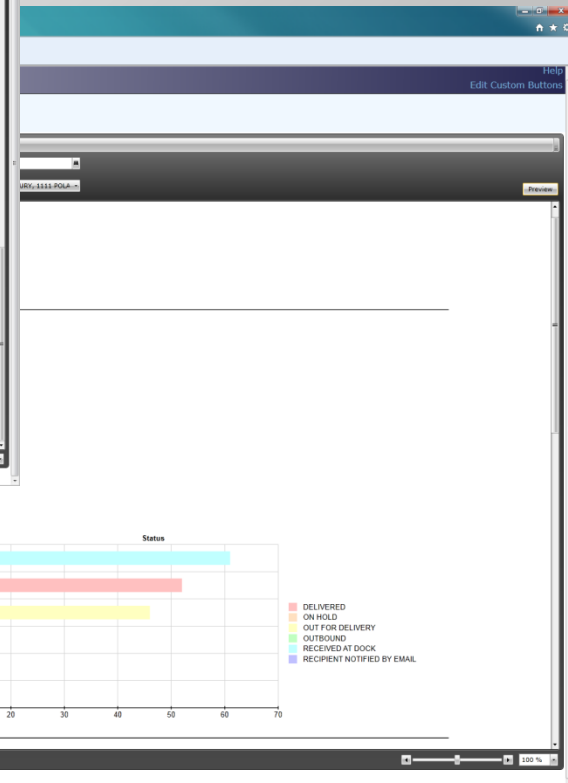 Help
Edit Custom Buttons
URY, 1111 POLA
Preview
Status
DELIVERED
ON HOLD
OUT FOR DELIVERY
OUTBOUND
RECEIVED AT DOCK
RECIPIENT NOTIFIED BY EMAIL
20 30 40 50 60 70
100 %